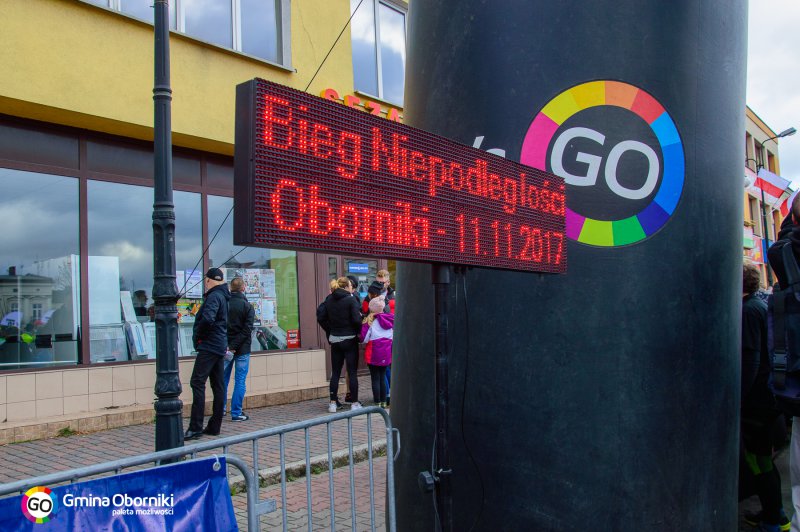 Bieg Niepodległości
Oborniki - 11.11.2017
GO
GO Gmina Oborniki
paleta możliwości